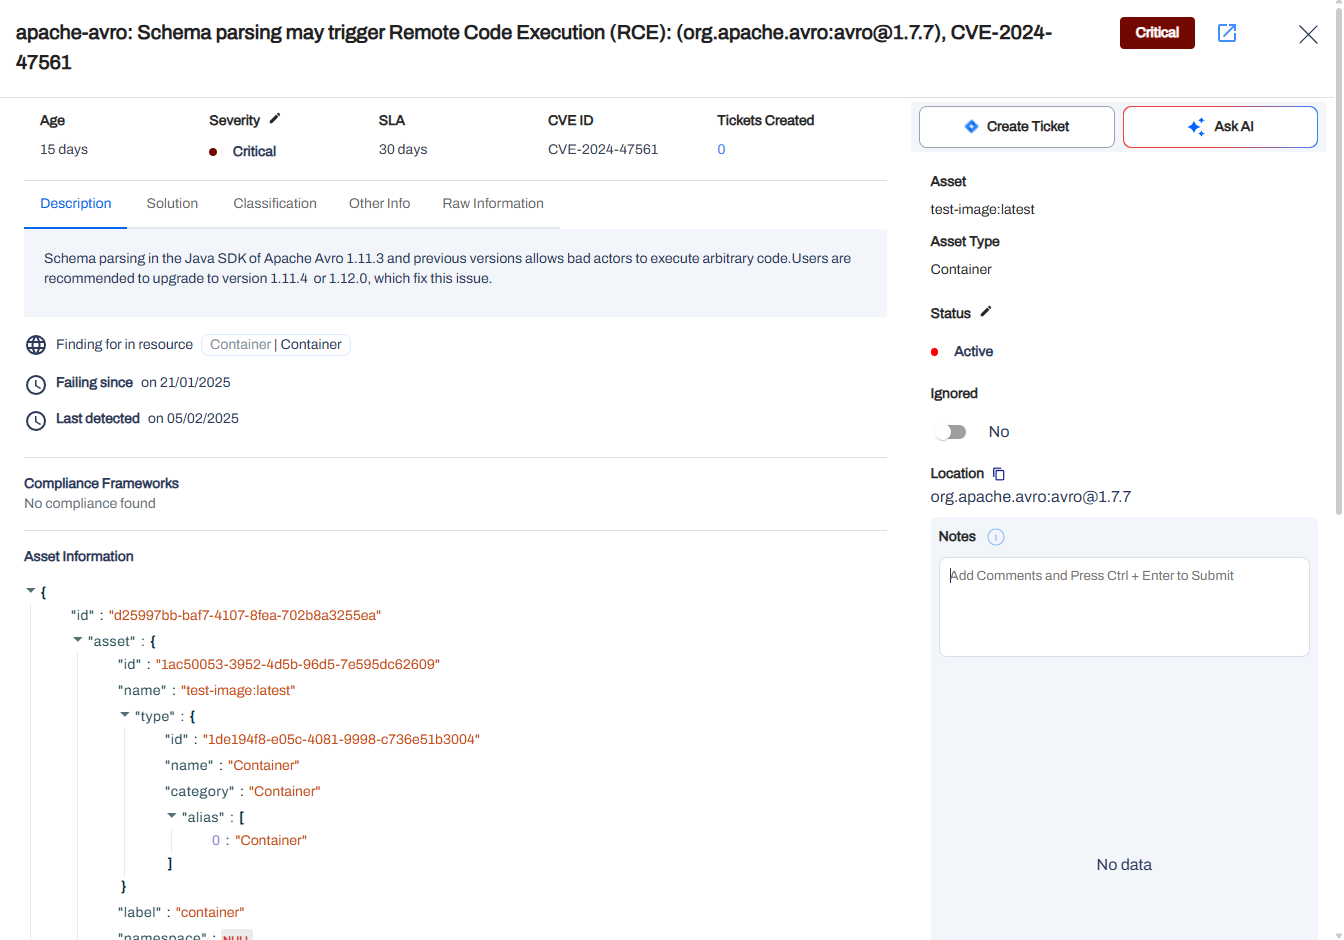 apache-avro: Schema parsing may trigger Remote Code Execution (RCE): (org.apache.avro:avro@1.7.7), CVE-2024-
47561
Critical
Age
15 days
Severity
Critical
SLA
30 days
CVE ID
CVE-2024-47561
Tickets Created
0
Create Ticket
Ask AI
Description
Solution
Classification
Other Info
Raw Information
Schema parsing in the Java SDK of Apache Avro 1.11.3 and previous versions allows bad actors to execute arbitrary code.Users are
recommended to upgrade to version 1.11.4  or 1.12.0, which fix this issue.
Finding for in resource Container | Container
Failing since on 21/01/2025
Last detected on 05/02/2025
Compliance Frameworks
No compliance found
Asset Information
{
"id" : "d25997bb-baf7-4107-8fea-702b8a3255ea"
"asset" : {
"id" : "1ac50053-3952-4d5b-96d5-7e595dc62609"
"name" : "test-image:latest"
"type" : {
"id" : "1de194f8-e05c-4081-9998-c736e51b3004"
"name" : "Container"
"category" : "Container"
"alias" : [
0 : "Container"
]
}
"label" : "container"
"namespace" : NULL
Asset
test-image:latest
Asset Type
Container
Status
Active
Ignored
No
Location
org.apache.avro:avro@1.7.7
Notes
Add Comments and Press Ctrl + Enter to Submit
No data